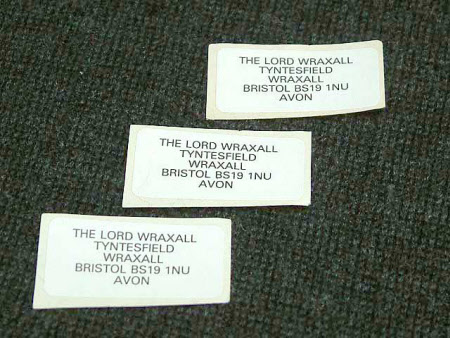 THE LORD WRAXALL
TYNTESFIELD
WRAXALL
BRISTOL BS19 1NU
AVON
THE LORD WRAXALL
TYNTESFIELD
WRAXALL
BRISTOL BS19 1NU
AVON
THE LORD WRAXALL
TYNTESFIELD
WRAXALL
BRISTOL BS19 1NU
AVON